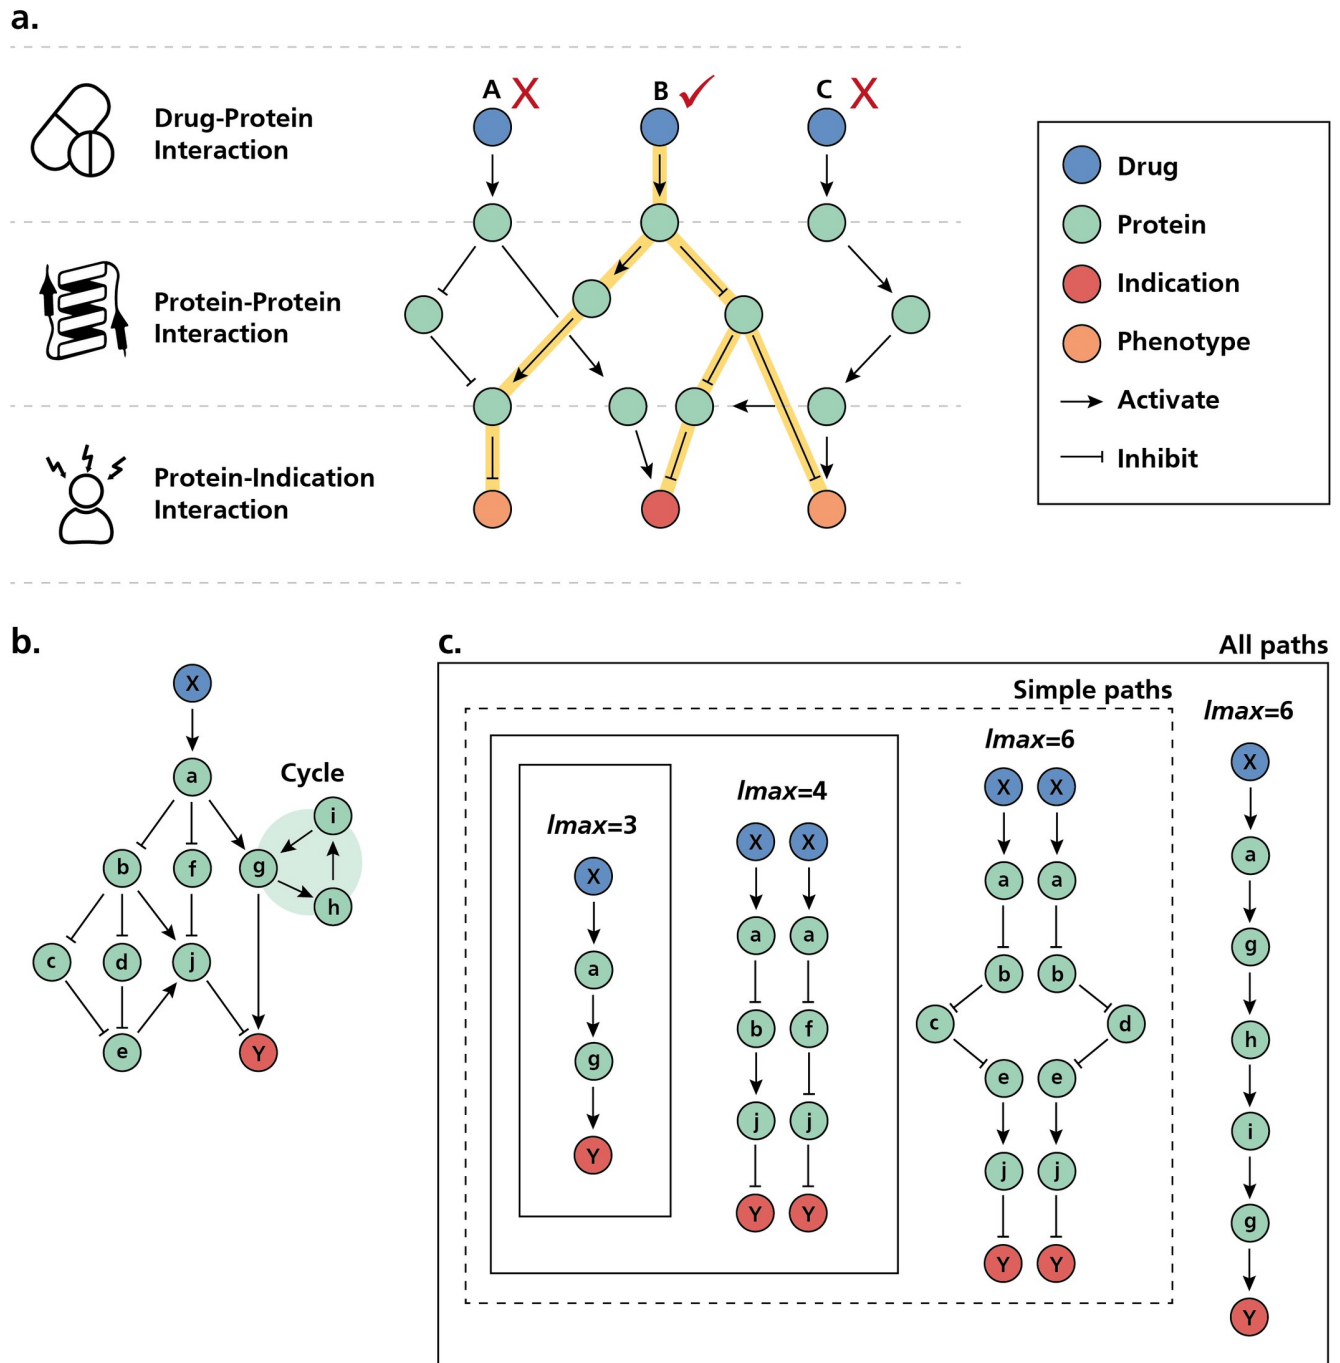 a.
A X B ✓ C X
Drug-Protein
Interaction
Protein-Protein
Interaction
Protein-Indication
Interaction
Drug
Protein
Indication
Phenotype
Activate
Inhibit
b.
X
a
Cycle
i
b f g
h
c d j
e Y
c.
All paths
Simple paths
lmax=3
X
a
g
Y
lmax=4
X X
a a
b f
j j
Y Y
lmax=6
X X
a a
b b
c d
e e
j j
Y Y
lmax=6
X
a
g
h
i
g
Y